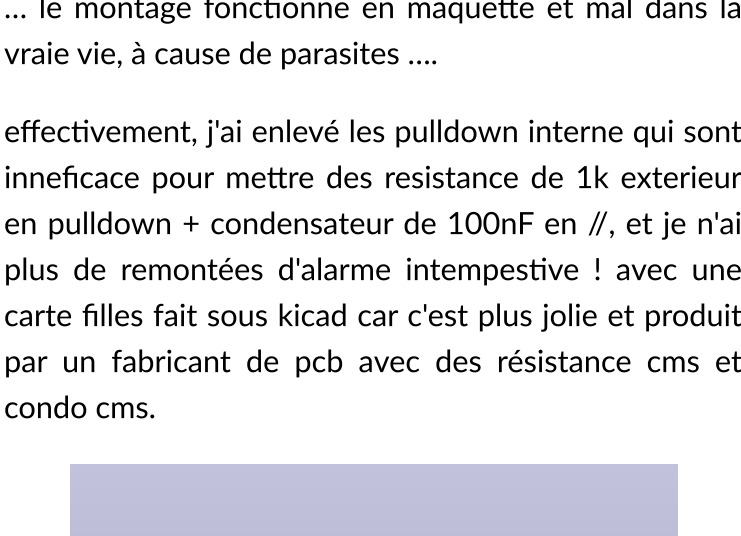 ... le montage fonctionne en maquette et mal dans la
vraie vie, à cause de parasites ....
effectivement, j'ai enlevé les pulldown interne qui sont
inneficace pour mettre des resistance de 1k exterieur
en pulldown + condensateur de 100nF en //, et je n'ai
plus de remontées d'alarme intempestive ! avec une
carte filles fait sous kicad car c'est plus jolie et produit
par un fabricant de pcb avec des résistance cms et
condo cms.